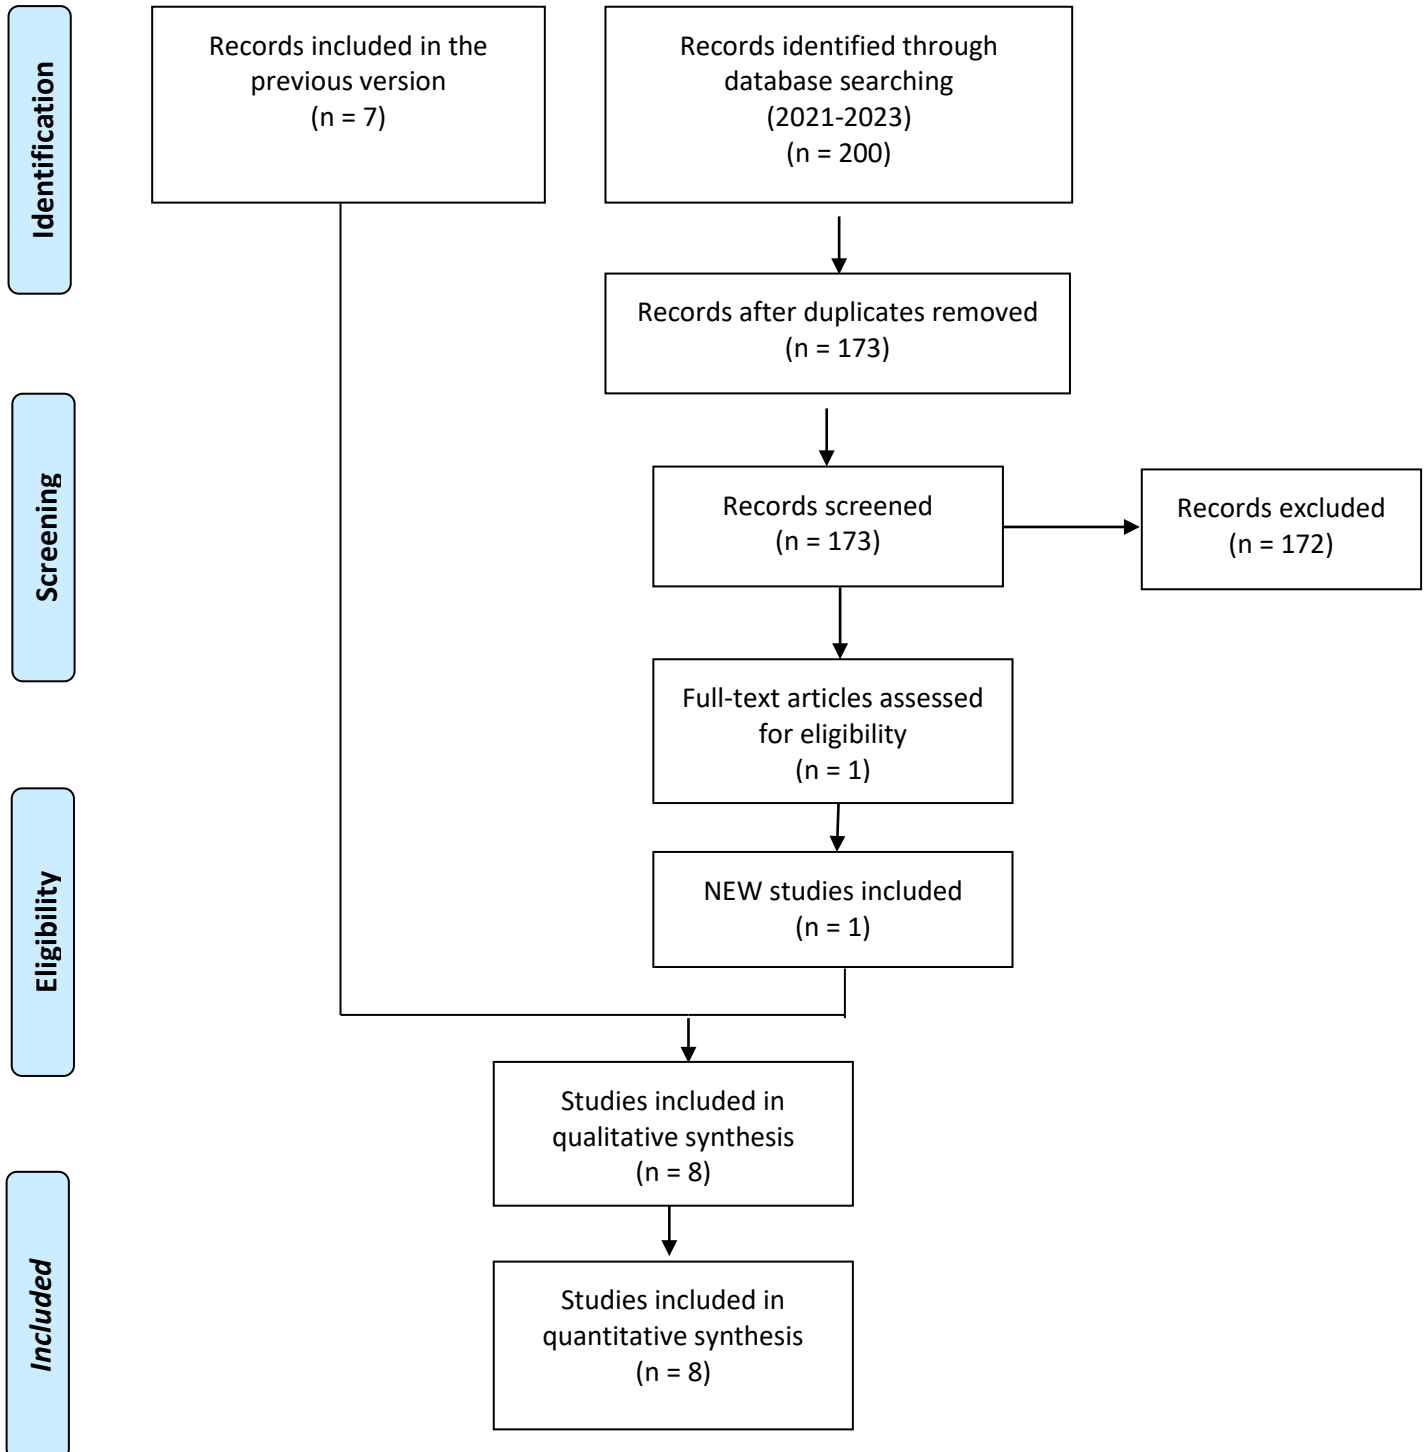 Identification
Records included in the
previous version
(n = 7)
Records identified through
database searching
(2021-2023)
(n = 200)
Records after duplicates removed
(n = 173)
Screening
Records screened
(n = 173)
Records excluded
(n = 172)
Full-text articles assessed
for eligibility
(n = 1)
Eligibility
NEW studies included
(n = 1)
Studies included in
qualitative synthesis
(n = 8)
Included
Studies included in
quantitative synthesis
(n = 8)